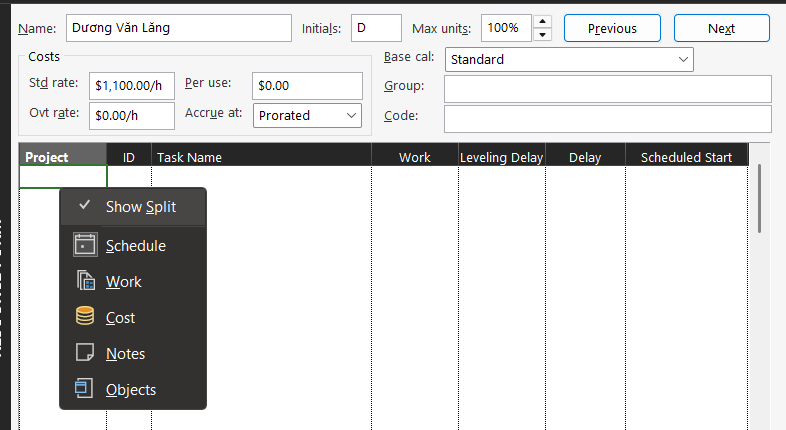 Name: Dương Văn Lăng Initials: D Max units: 100% Previous Next
Costs
Base cal: Standard
Std rate: $1,100.00/h Per use: $0.00
Group:
Ovt rate: $0.00/h Accrue at: Prorated
Code:
Project ID Task Name Work Leveling Delay Delay Scheduled Start
Show Split
Schedule
Work
Cost
Notes
Objects